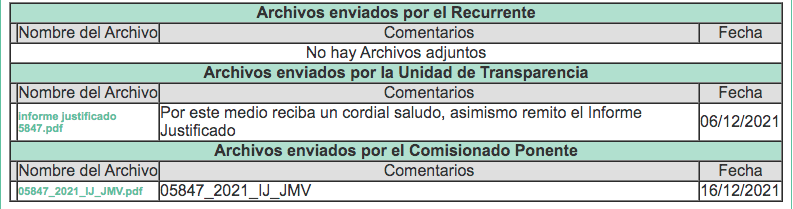 Archivos enviados por el Recurrente
Nombre del Archivo Comentarios Fecha
No hay Archivos adjuntos
Archivos enviados por la Unidad de Transparencia
Nombre del Archivo Comentarios Fecha
informe justificado 5847.pdf Por este medio reciba un cordial saludo, asimismo remito el Informe Justificado 06/12/2021
Archivos enviados por el Comisionado Ponente
Nombre del Archivo Comentarios Fecha
05847_2021_IJ_JMV.pdf 05847_2021_IJ_JMV 16/12/2021